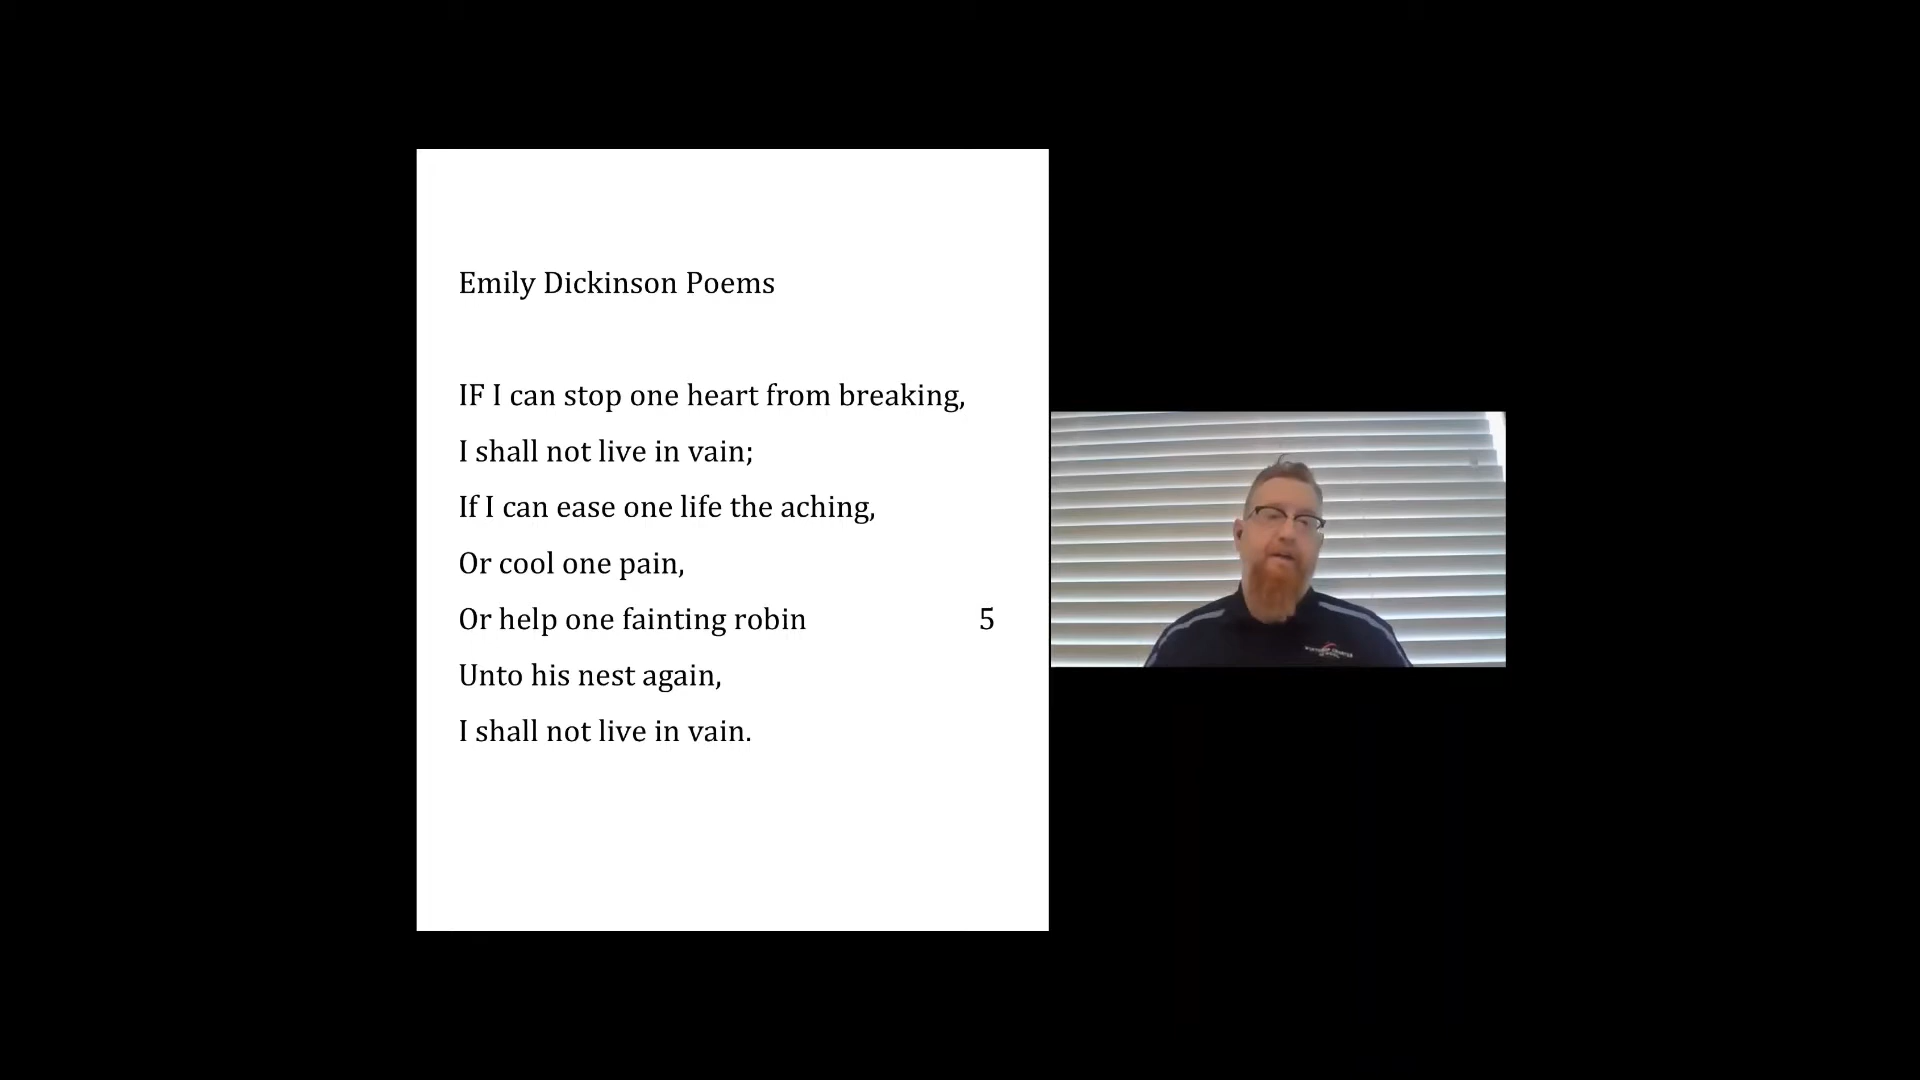 Emily Dickinson Poems
IF I can stop one heart from breaking,
I shall not live in vain;
If I can ease one life the aching,
Or cool one pain,
Or help one fainting robin 5
Unto his nest again,
I shall not live in vain.